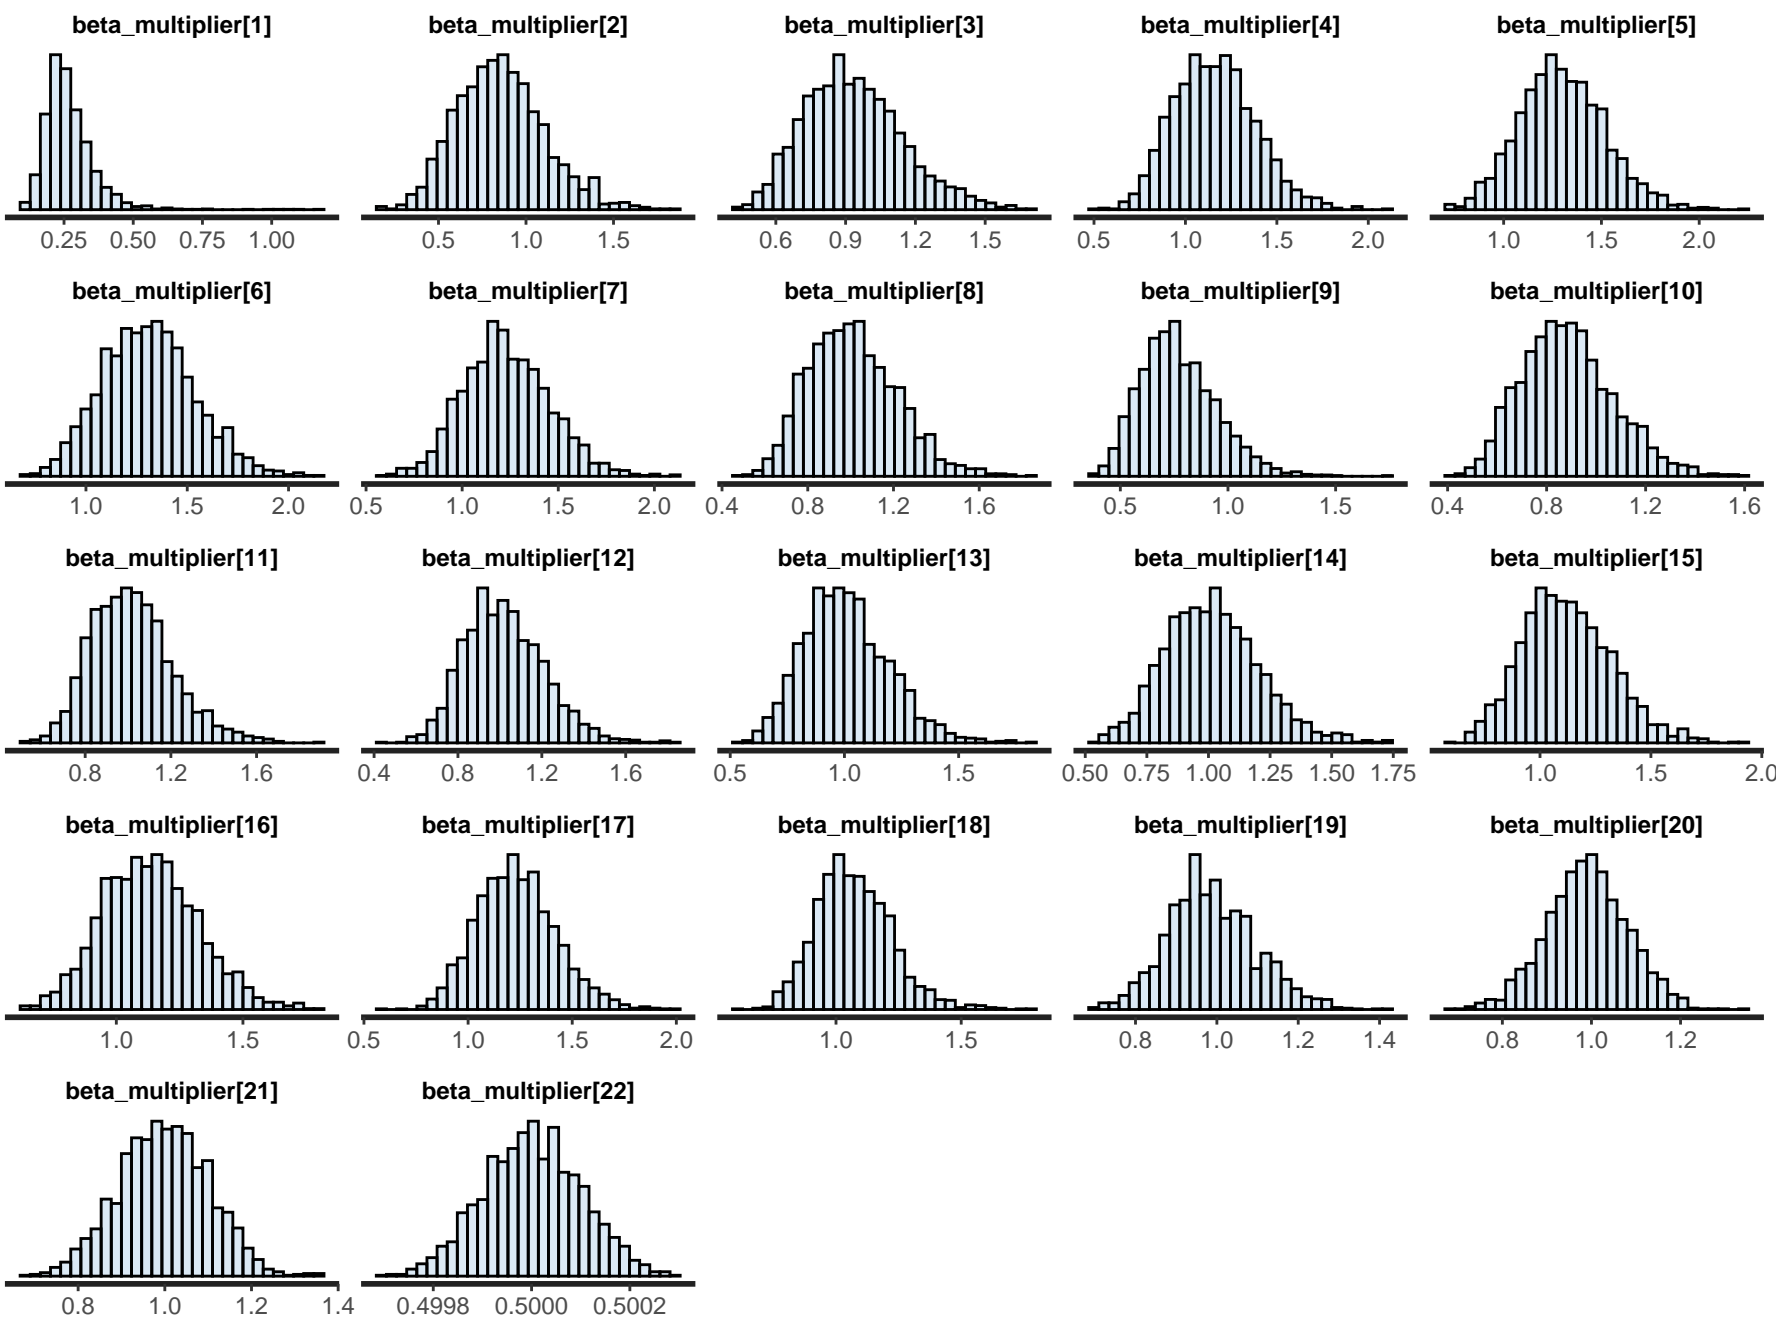 beta_multiplier[1] beta_multiplier[2] beta_multiplier[3] beta_multiplier[4] beta_multiplier[5]
0.25 0.50 0.75 1.00 0.5 1.0 1.5 0.6 0.9 1.2 1.5 0.5 1.0 1.5 2.0 1.0 1.5 2.0
beta_multiplier[6] beta_multiplier[7] beta_multiplier[8] beta_multiplier[9] beta_multiplier[10]
1.0 1.5 2.0 0.5 1.0 1.5 2.0 0.4 0.8 1.2 1.6 0.5 1.0 1.5 0.4 0.8 1.2 1.6
beta_multiplier[11] beta_multiplier[12] beta_multiplier[13] beta_multiplier[14] beta_multiplier[15]
0.8 1.2 1.6 0.4 0.8 1.2 1.6 0.5 1.0 1.5 0.50 0.75 1.00 1.25 1.50 1.75 1.0 1.5 2.0
beta_multiplier[16] beta_multiplier[17] beta_multiplier[18] beta_multiplier[19] beta_multiplier[20]
1.0 1.5 0.5 1.0 1.5 2.0 1.0 1.5 0.8 1.0 1.2 1.4 0.8 1.0 1.2
beta_multiplier[21] beta_multiplier[22]
0.8 1.0 1.2 1.4 0.4998 0.5000 0.5002